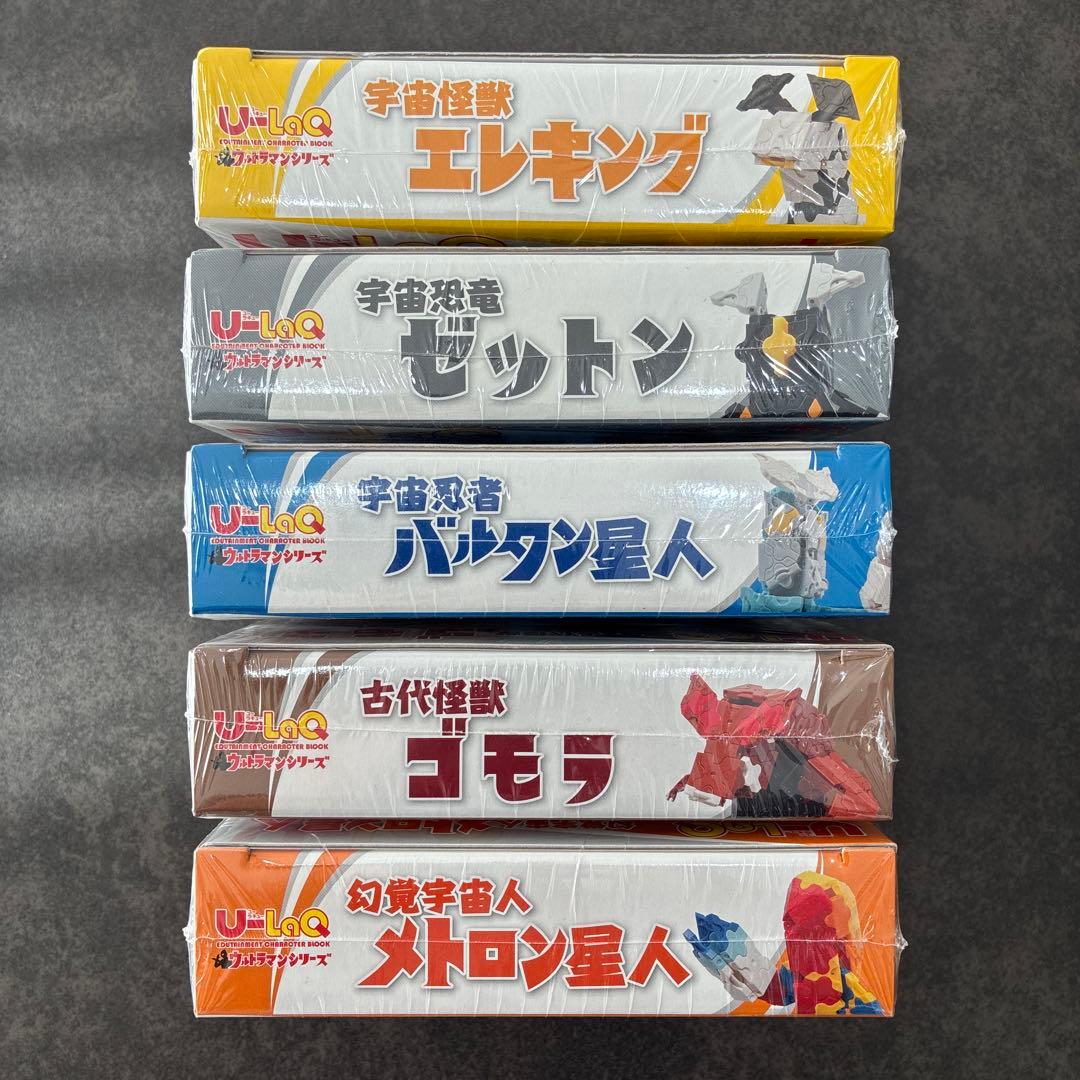 宇宙怪獣
エレキング
U-LaQ
EDUTAINMENT CHARACTER BLOCK
ウルトラマンシリーズ
宇宙恐竜
ゼットン
U-LaQ
EDUTAINMENT CHARACTER BLOCK
ウルトラマンシリーズ
宇宙忍者
バルタン星人
U-LaQ
EDUTAINMENT CHARACTER BLOCK
ウルトラマンシリーズ
古代怪獣
ゴモラ
U-LaQ
EDUTAINMENT CHARACTER BLOCK
ウルトラマンシリーズ
幻覚宇宙人
メトロン星人
U-LaQ
EDUTAINMENT CHARACTER BLOCK
ウルトラマンシリーズ